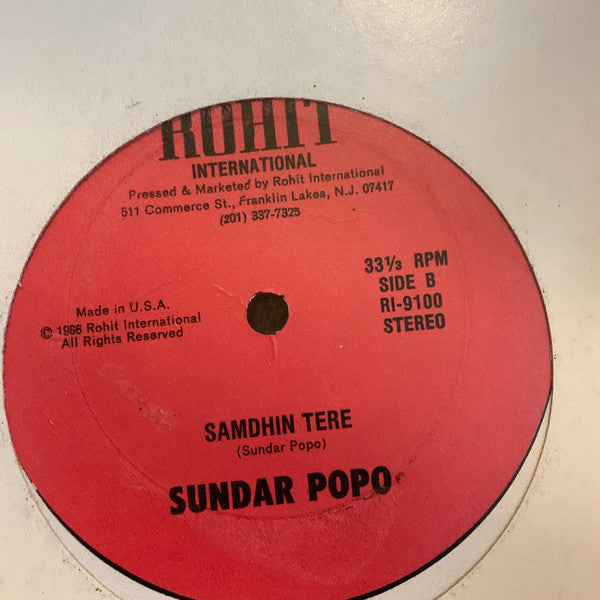 ROHIT
INTERNATIONAL
Pressed & Marketed by Rohit International
511 Commerce St., Franklin Lakes, N.J. 07417
(201) 337-7325
33⅓ RPM
SIDE B
RI-9100
STEREO
Made in U.S.A.
© 1986 Rohit International
All Rights Reserved
SAMDHIN TERE
(Sundar Popo)
SUNDAR POPO